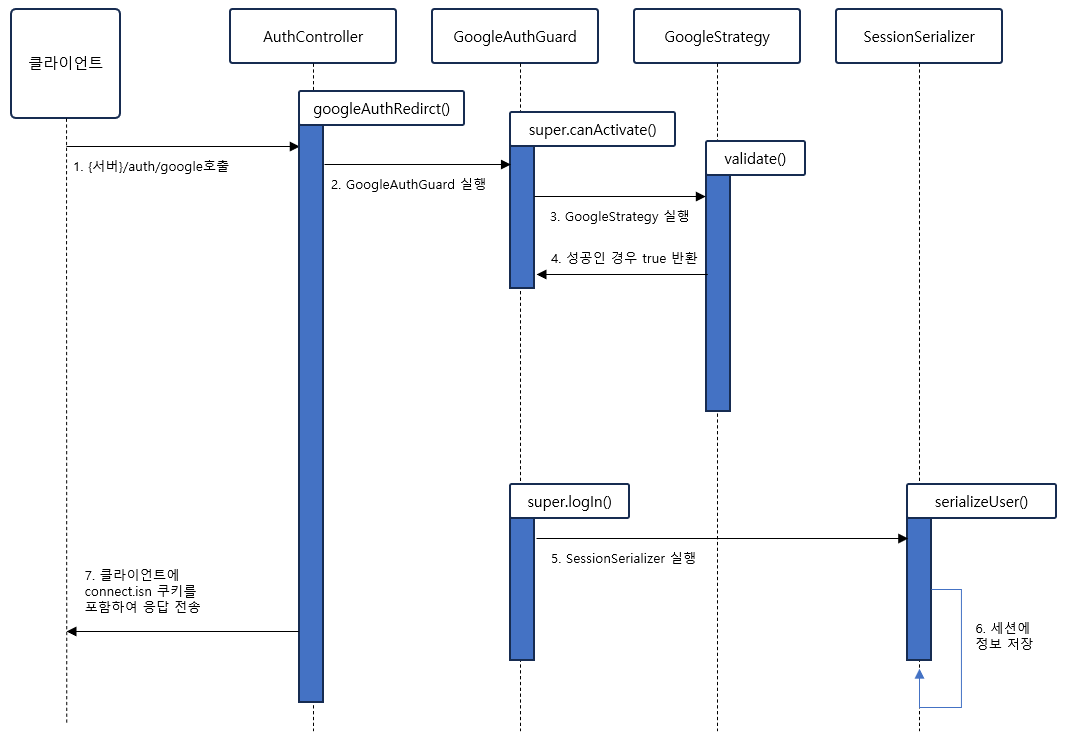 클라이언트
AuthController
GoogleAuthGuard
GoogleStrategy
SessionSerializer
googleAuthRedirct()
super.canActivate()
validate()
1. {서버}/auth/google호출
2. GoogleAuthGuard 실행
3. GoogleStrategy 실행
4. 성공인 경우 true 반환
super.logIn()
serializeUser()
5. SessionSerializer 실행
7. 클라이언트에
connect.isn 쿠키를
포함하여 응답 전송
6. 세션에
정보 저장